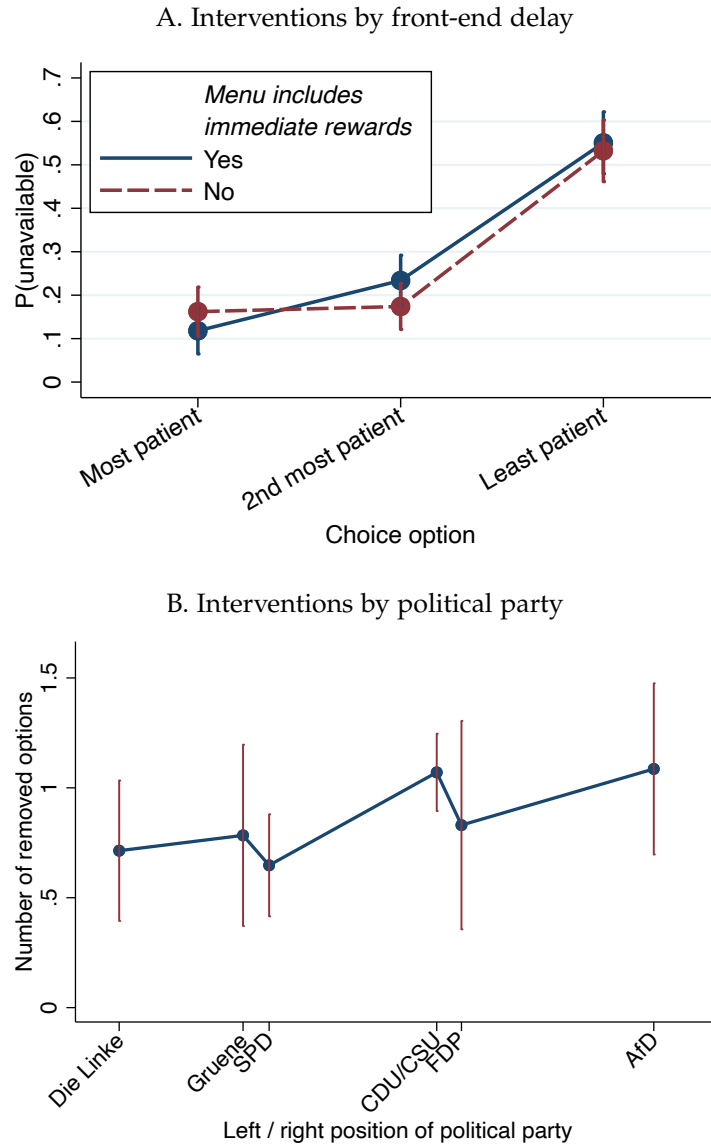 A. Interventions by front-end delay
P(unavailable)
.7
.6
.5
.4
.3
.2
.1
0
Menu includes
immediate rewards
Yes
No
Most patient
2nd most patient
Least patient
Choice option
B. Interventions by political party
Number of removed options
1.5
1
.5
0
Die Linke
Gruene
SPD
CDU/CSU
FDP
AfD
Left / right position of political party